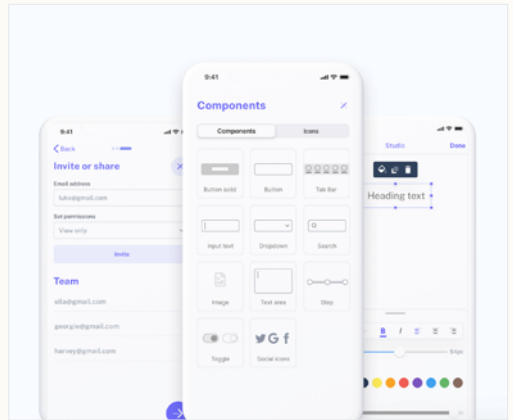 9:41
Back
Invite or share
Email address
luke@gmail.com
Set permissions
View only
Invite
Team
ella@gmail.com
georgie@gmail.com
harvey@gmail.com
9:41
Components
Components
Icons
Button solid
Button
Tab Bar
Input text
Dropdown
Search
Image
Text area
Step
Toggle
Social icons
Studio
Done
Heading text
B
I